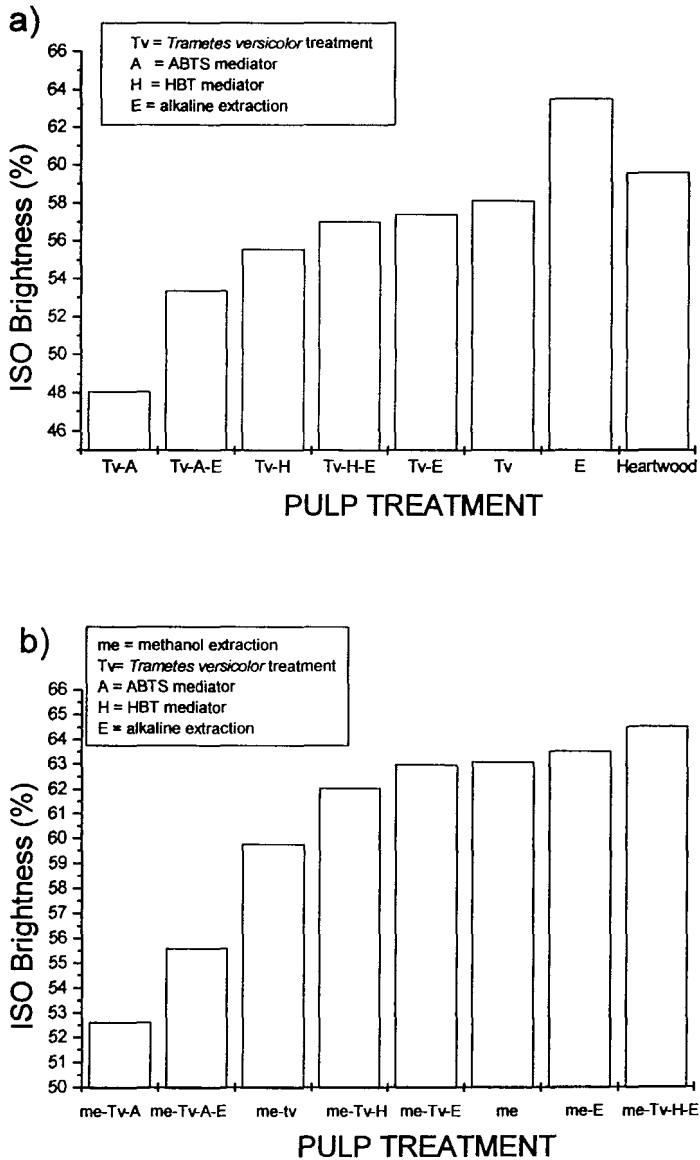 a)
Tv = Trametes versicolor treatment
A = ABTS mediator
H = HBT mediator
E = alkaline extraction
ISO Brightness (%)
66
64
62
60
58
56
54
52
50
48
46
Tv-A Tv-A-E Tv-H Tv-H-E Tv-E Tv E Heartwood
PULP TREATMENT
b)
me = methanol extraction
Tv= Trametes versicolor treatment
A = ABTS mediator
H = HBT mediator
E = alkaline extraction
ISO Brightness (%)
66
65
64
63
62
61
60
59
58
57
56
55
54
53
52
51
50
me-Tv-A me-Tv-A-E me-tv me-Tv-H me-Tv-E me me-E me-Tv-H-E
PULP TREATMENT